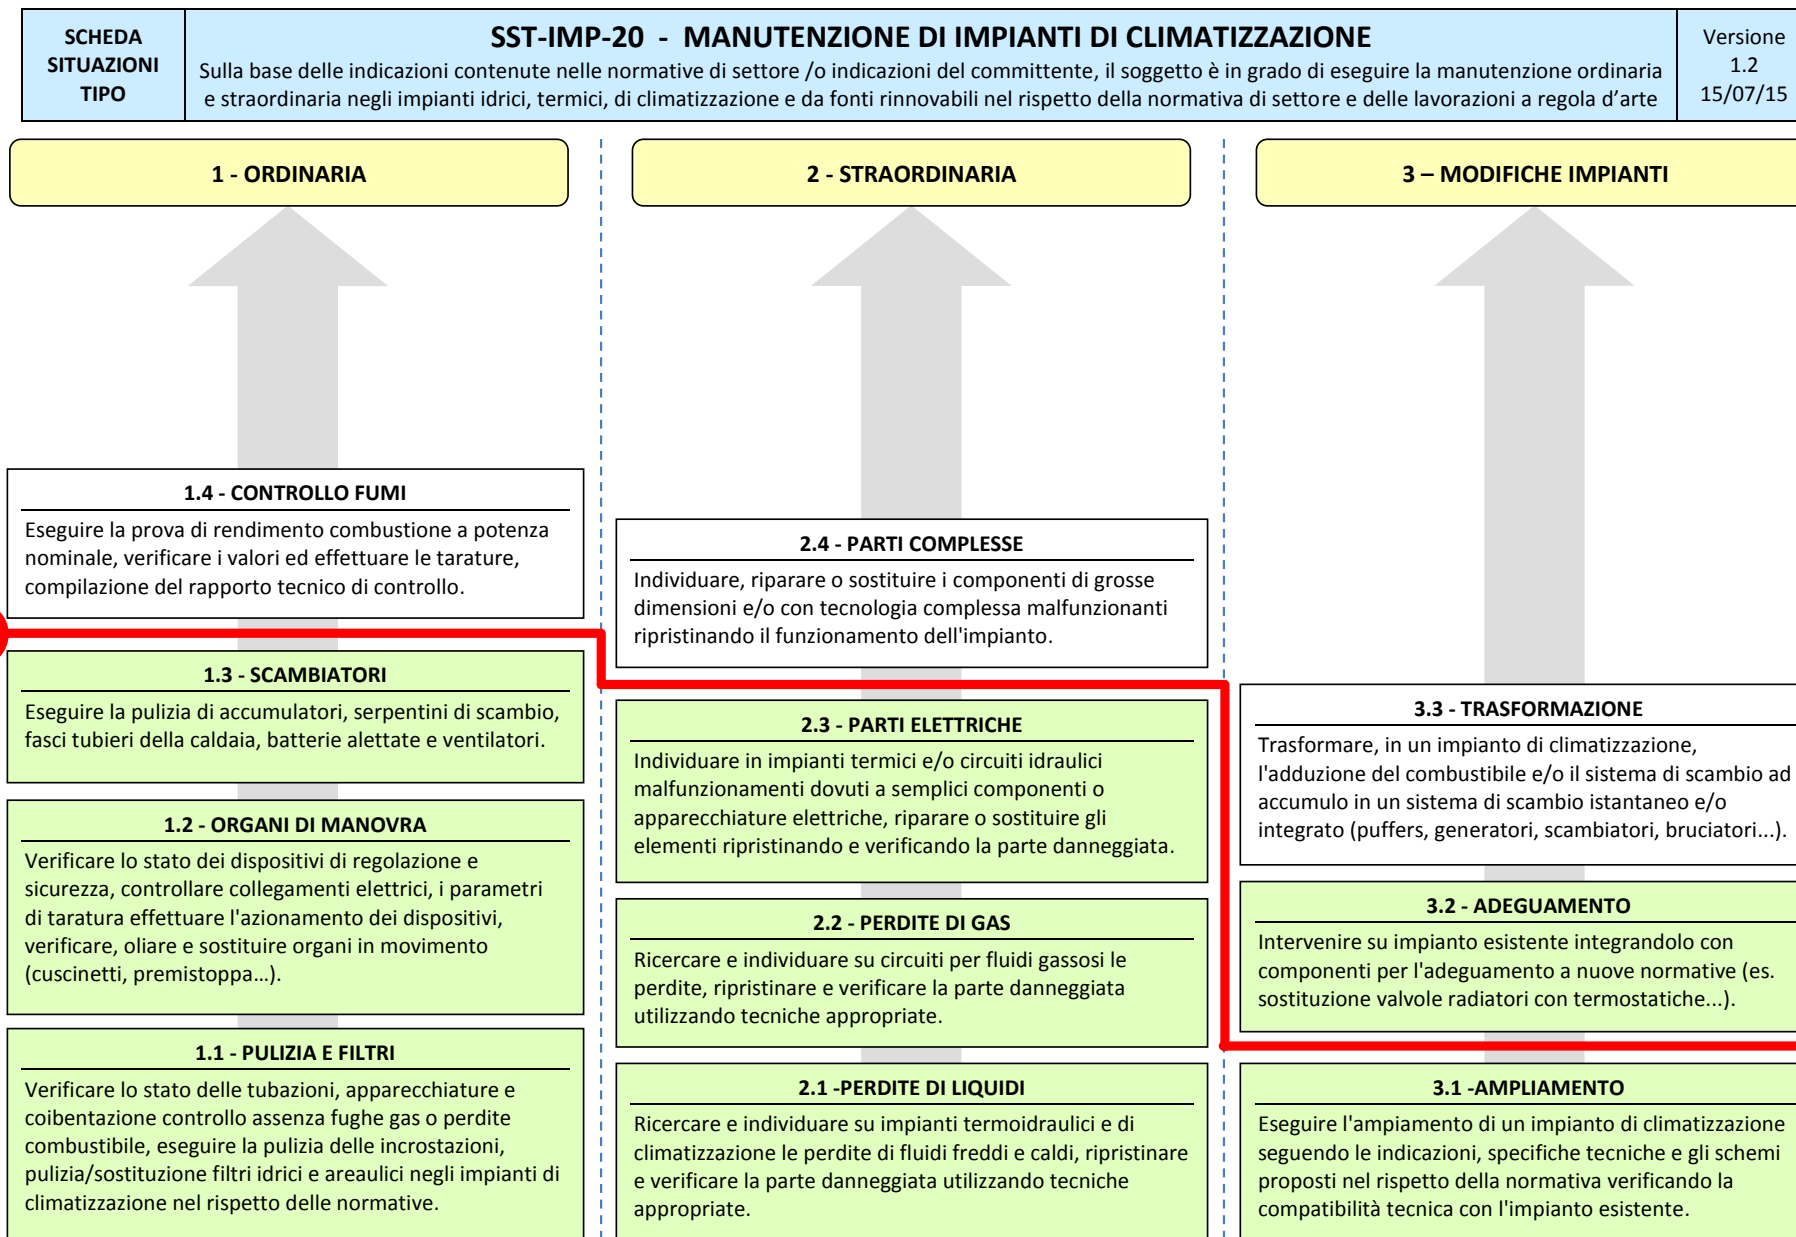 SCHEDA
SITUAZIONI
TIPO
SST-IMP-20 - MANUTENZIONE DI IMPIANTI DI CLIMATIZZAZIONE
Sulla base delle indicazioni contenute nelle normative di settore /o indicazioni del committente, il soggetto è in grado di eseguire la manutenzione ordinaria
e straordinaria negli impianti idrici, termici, di climatizzazione e da fonti rinnovabili nel rispetto della normativa di settore e delle lavorazioni a regola d’arte
Versione
1.2
15/07/15
1 - ORDINARIA
1.4 - CONTROLLO FUMI
Eseguire la prova di rendimento combustione a potenza
nominale, verificare i valori ed effettuare le tarature,
compilazione del rapporto tecnico di controllo.
1.3 - SCAMBIATORI
Eseguire la pulizia di accumulatori, serpentini di scambio,
fasci tubieri della caldaia, batterie alettate e ventilatori.
1.2 - ORGANI DI MANOVRA
Verificare lo stato dei dispositivi di regolazione e
sicurezza, controllare collegamenti elettrici, i parametri
di taratura effettuare l'azionamento dei dispositivi,
verificare, oliare e sostituire organi in movimento
(cuscinetti, premistoppa…).
1.1 - PULIZIA E FILTRI
Verificare lo stato delle tubazioni, apparecchiature e
coibentazione controllo assenza fughe gas o perdite
combustibile, eseguire la pulizia delle incrostazioni,
pulizia/sostituzione filtri idrici e areaulici negli impianti di
climatizzazione nel rispetto delle normative.
2 - STRAORDINARIA
2.4 - PARTI COMPLESSE
Individuare, riparare o sostituire i componenti di grosse
dimensioni e/o con tecnologia complessa malfunzionanti
ripristinando il funzionamento dell'impianto.
2.3 - PARTI ELETTRICHE
Individuare in impianti termici e/o circuiti idraulici
malfunzionamenti dovuti a semplici componenti o
apparecchiature elettriche, riparare o sostituire gli
elementi ripristinando e verificando la parte danneggiata.
2.2 - PERDITE DI GAS
Ricercare e individuare su circuiti per fluidi gassosi le
perdite, ripristinare e verificare la parte danneggiata
utilizzando tecniche appropriate.
2.1 -PERDITE DI LIQUIDI
Ricercare e individuare su impianti termoidraulici e di
climatizzazione le perdite di fluidi freddi e caldi, ripristinare
e verificare la parte danneggiata utilizzando tecniche
appropriate.
3 – MODIFICHE IMPIANTI
3.3 - TRASFORMAZIONE
Trasformare, in un impianto di climatizzazione,
l'adduzione del combustibile e/o il sistema di scambio ad
accumulo in un sistema di scambio istantaneo e/o
integrato (puffers, generatori, scambiatori, bruciatori...).
3.2 - ADEGUAMENTO
Intervenire su impianto esistente integrandolo con
componenti per l'adeguamento a nuove normative (es.
sostituzione valvole radiatori con termostatiche...).
3.1 -AMPLIAMENTO
Eseguire l'ampiamento di un impianto di climatizzazione
seguendo le indicazioni, specifiche tecniche e gli schemi
proposti nel rispetto della normativa verificando la
compatibilità tecnica con l'impianto esistente.